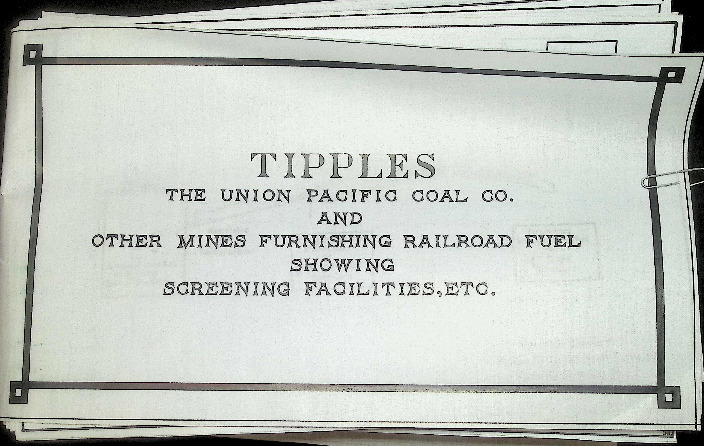 TIPPLES
THE UNION PACIFIC COAL CO.
AND
OTHER MINES FURNISHING RAILROAD FUEL
SHOWING
SCREENING FACILITIES,ETC.